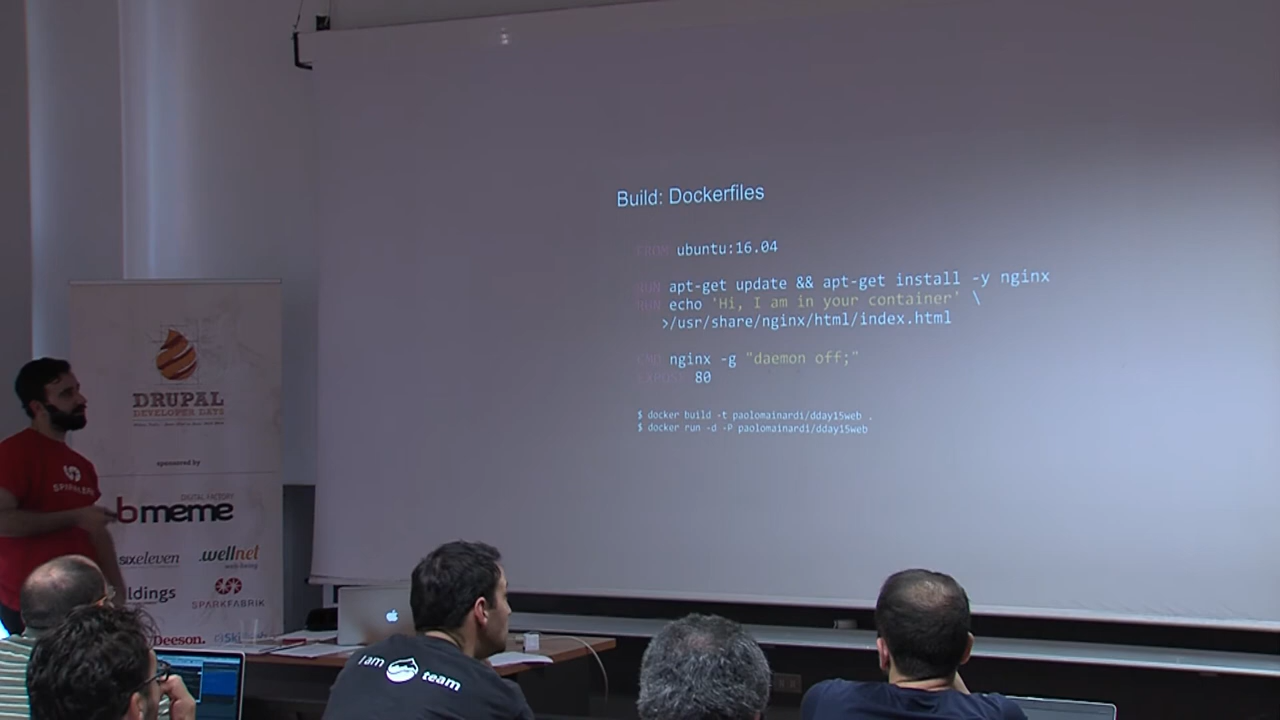 Build: Dockerfiles
FROM ubuntu:16.04
RUN apt-get update && apt-get install -y nginx
RUN echo 'Hi, I am in your container' \
>/usr/share/nginx/html/index.html
CMD nginx -g "daemon off;"
EXPOSE 80
$ docker build -t paolomainardi/dday15web .
$ docker run -d -P paolomainardi/dday15web
DRUPAL
DEVELOPER DAYS
sponsored by
DIGITAL FACTORY
bmeme
sixeleven
.wellnet
ldings
SPARKFABRIK
Deeson.
i am team